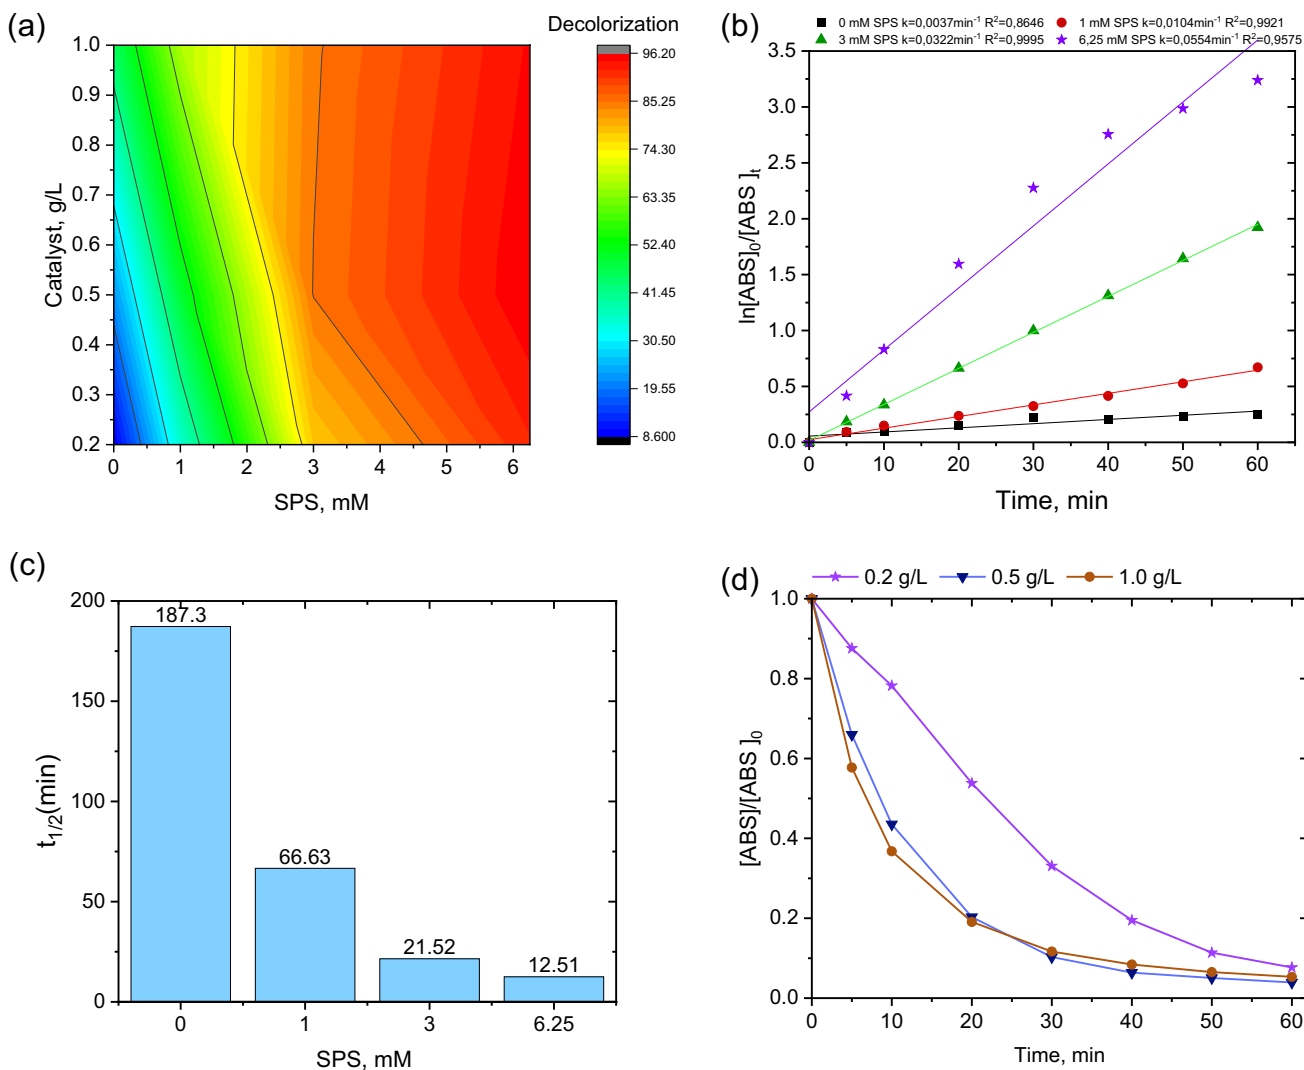 (a)
Decolorization
1.0
0.9
0.8
0.7
0.6
0.5
0.4
0.3
0.2
Catalyst, g/L
0 1 2 3 4 5 6
SPS, mM
96.20
85.25
74.30
63.35
52.40
41.45
30.50
19.55
8.600
(b)
0 mM SPS k=0,0037min⁻¹ R²=0,8646 1 mM SPS k=0,0104min⁻¹ R²=0,9921
3 mM SPS k=0,0322min⁻¹ R²=0,9995 6,25 mM SPS k=0,0554min⁻¹ R²=0,9575
3.5
3.0
2.5
2.0
1.5
1.0
0.5
0.0
ln[ABS]₀/[ABS ]ₜ
0 10 20 30 40 50 60
Time, min
(c)
200
150
100
50
0
t₁/₂(min)
187.3
66.63
21.52
12.51
0 1 3 6.25
SPS, mM
(d)
0.2 g/L 0.5 g/L 1.0 g/L
1.0
0.8
0.6
0.4
0.2
0.0
[ABS]/[ABS ]₀
0 10 20 30 40 50 60
Time, min